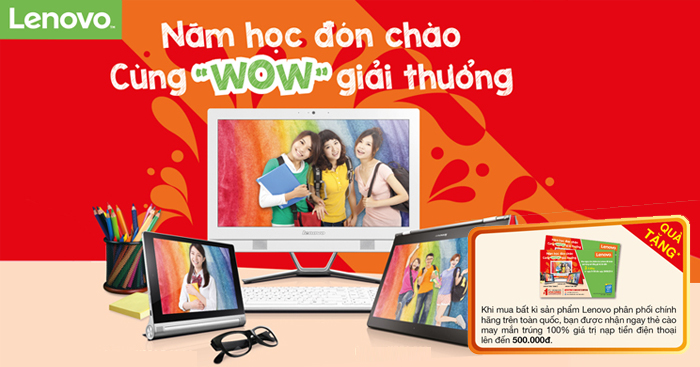 Lenovo
Năm học đón chào
Cùng "WOW" giải thưởng
lenovo
QUÀ
TẶNG*
Lenovo
Khi mua bất kì sản phẩm Lenovo phân phối chính
hãng trên toàn quốc, bạn được nhận ngay thẻ cào
may mắn trúng 100% giá trị nạp tiền điện thoại
lên đến 500.000đ.